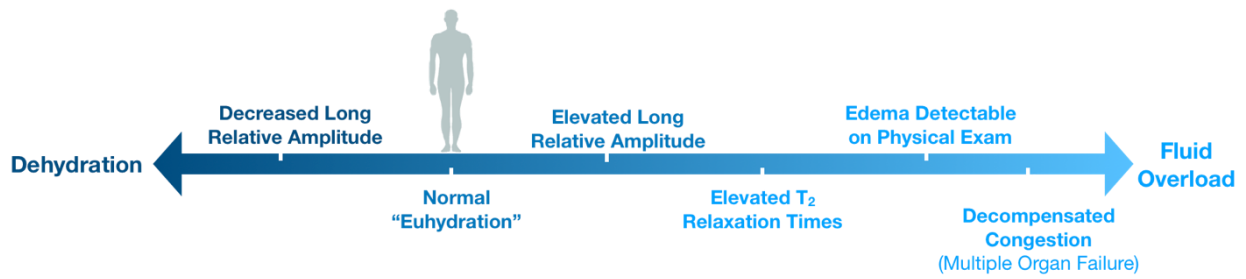 Dehydration
Decreased Long
Relative Amplitude
Normal
“Euhydration”
Elevated Long
Relative Amplitude
Elevated T₂
Relaxation Times
Edema Detectable
on Physical Exam
Decompensated
Congestion
(Multiple Organ Failure)
Fluid
Overload